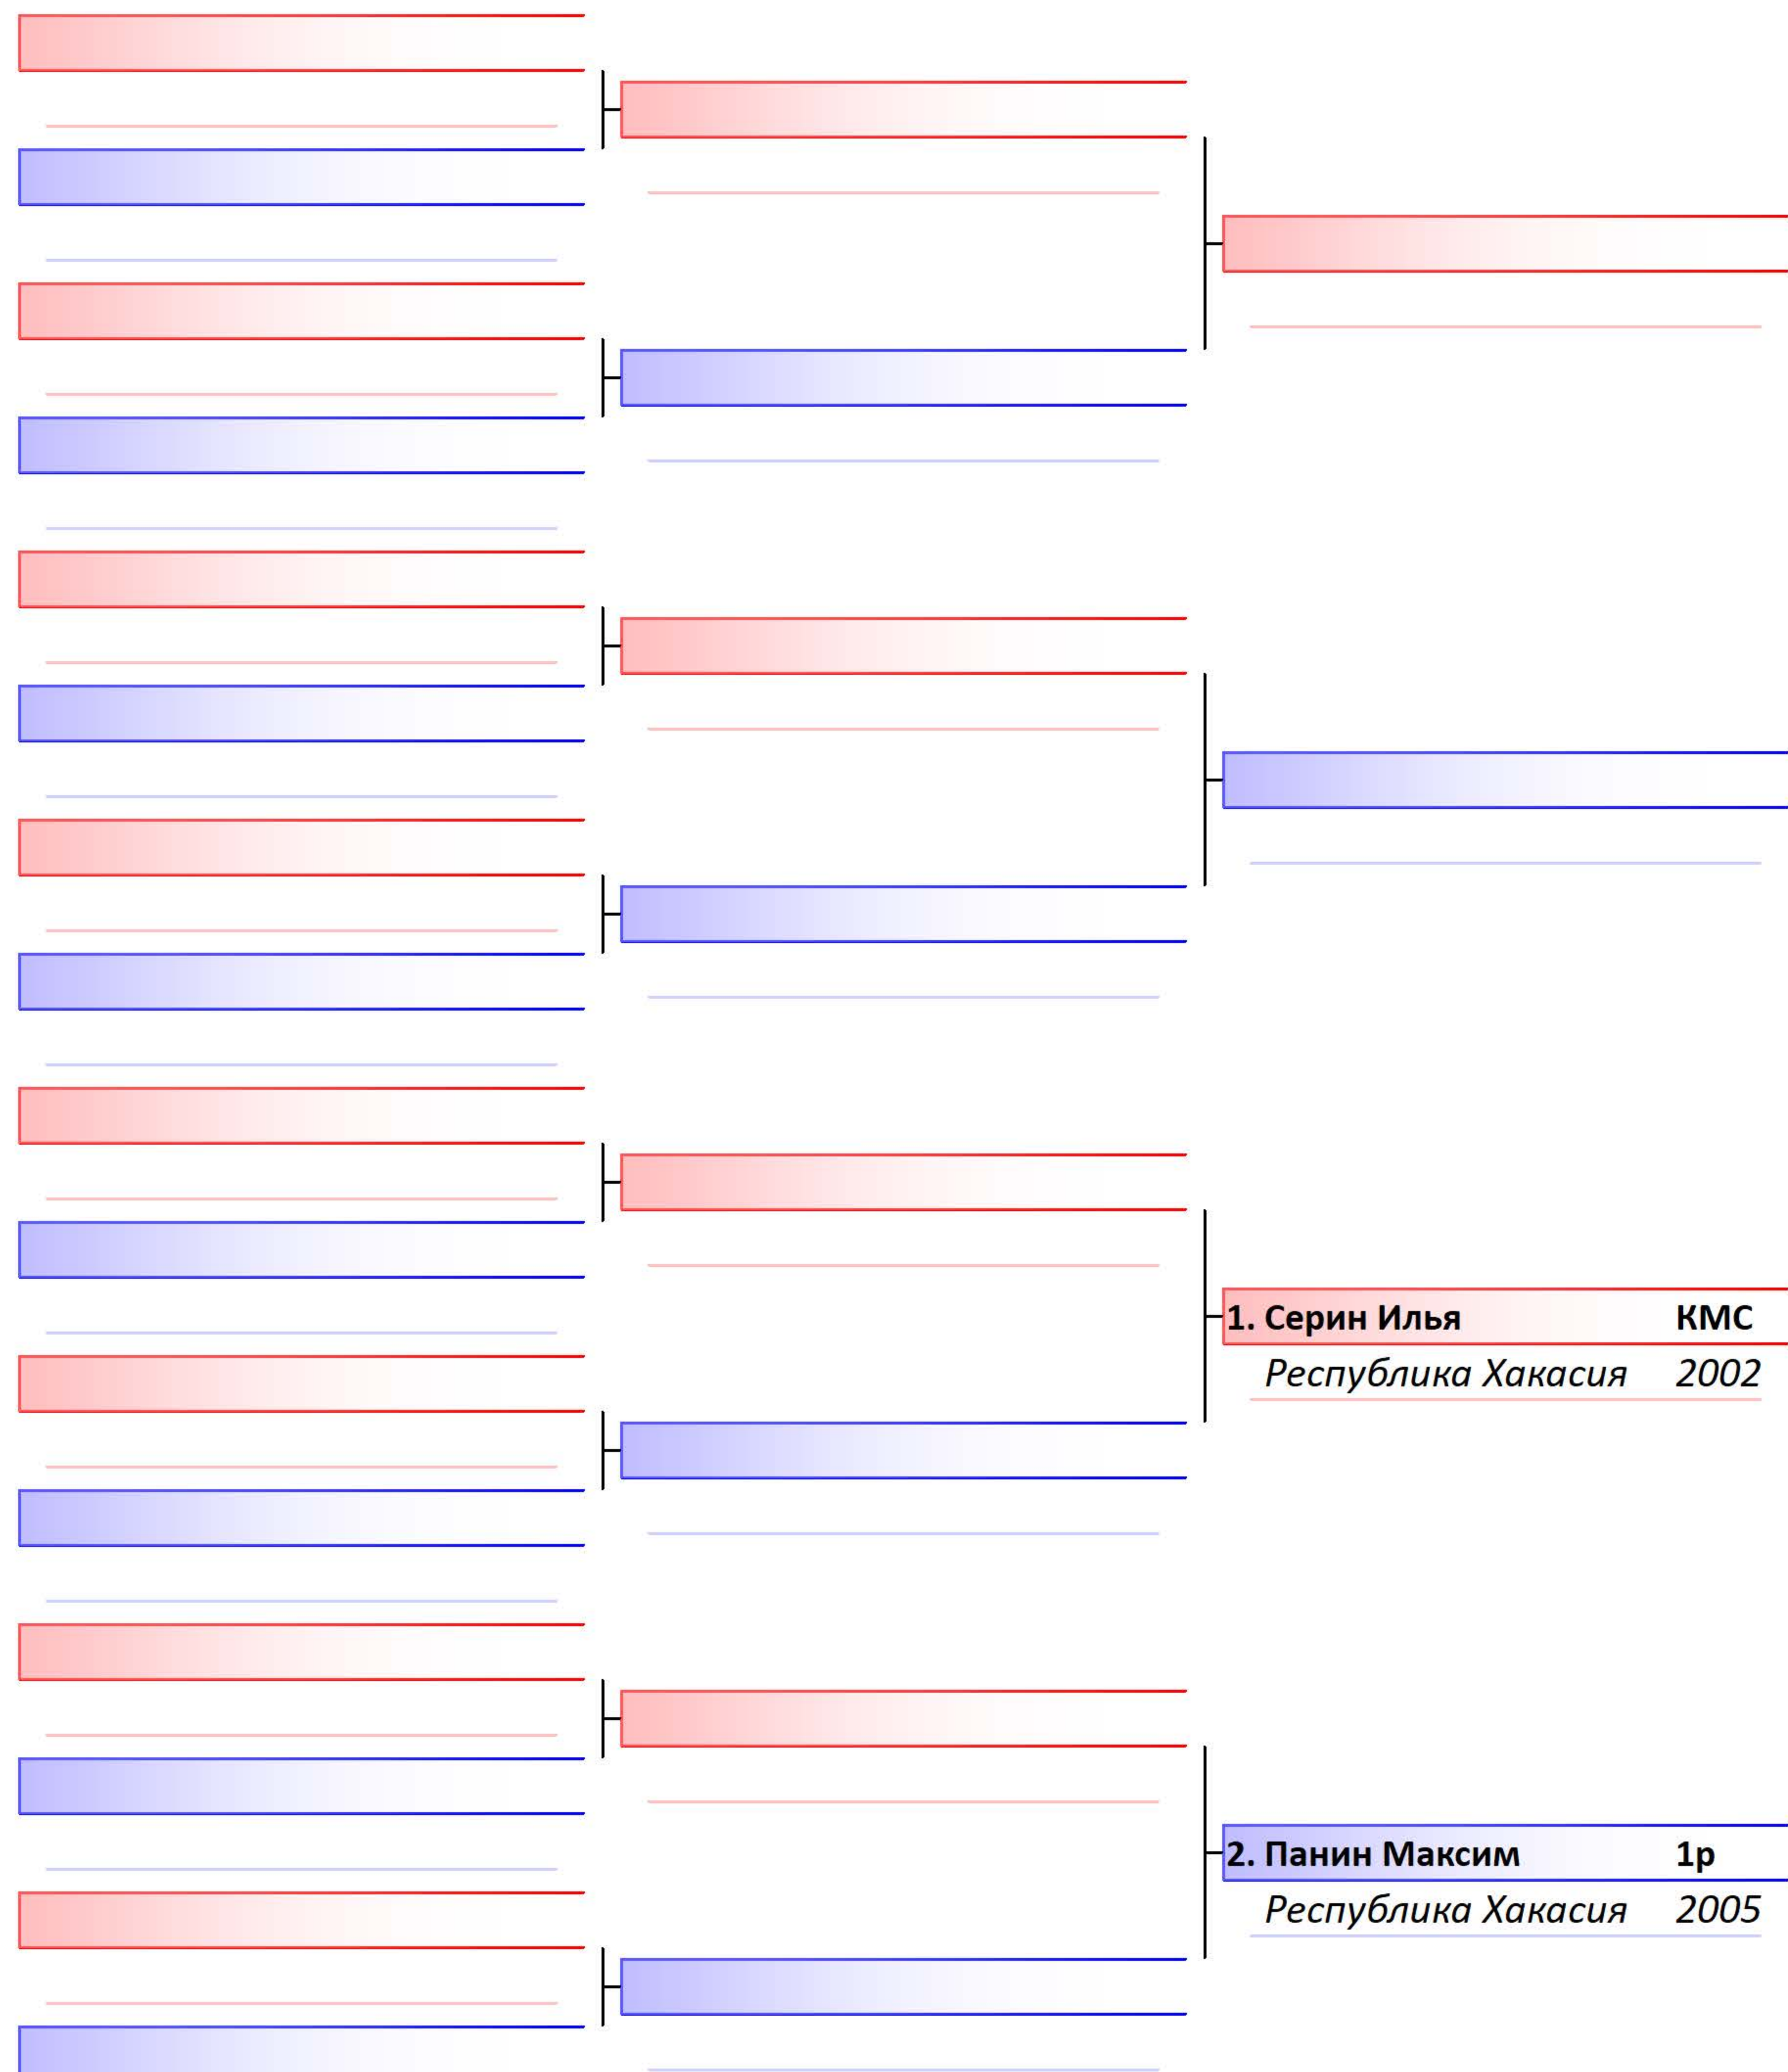 1. Серин Илья КМС
Республика Хакасия 2002
2. Панин Максим 1р
Республика Хакасия 2005